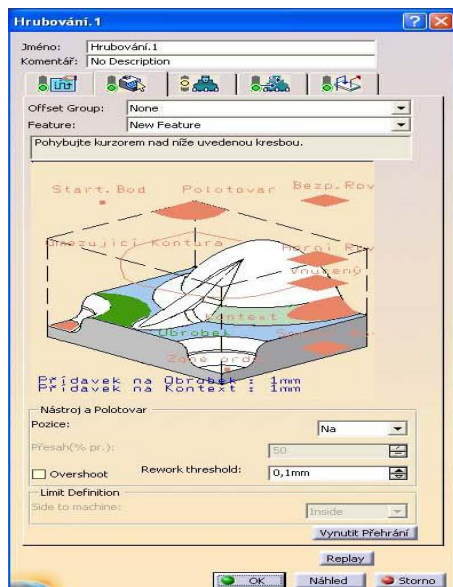 Hrubování.1
Jméno: Hrubování.1
Komentář: No Description
Offset Group: None
Feature: New Feature
Pohybujte kurzorem nad níže uvedenou kresbou.
Start. Bod Polotovar Bezp. Rov
Omezující Kontura Horní Rov
Vnucený
Kontext
Obrobek
Zone ord
Přídavek na Obrobek : 1mm
Přídavek na Kontext : 1mm
Nástroj a Polotovar
Pozice: Na
Přesah(% pr.): 50
Overshoot Rework threshold: 0,1mm
Limit Definition
Side to machine: Inside
Vynutit Přehrání
Replay
OK Náhled Storno